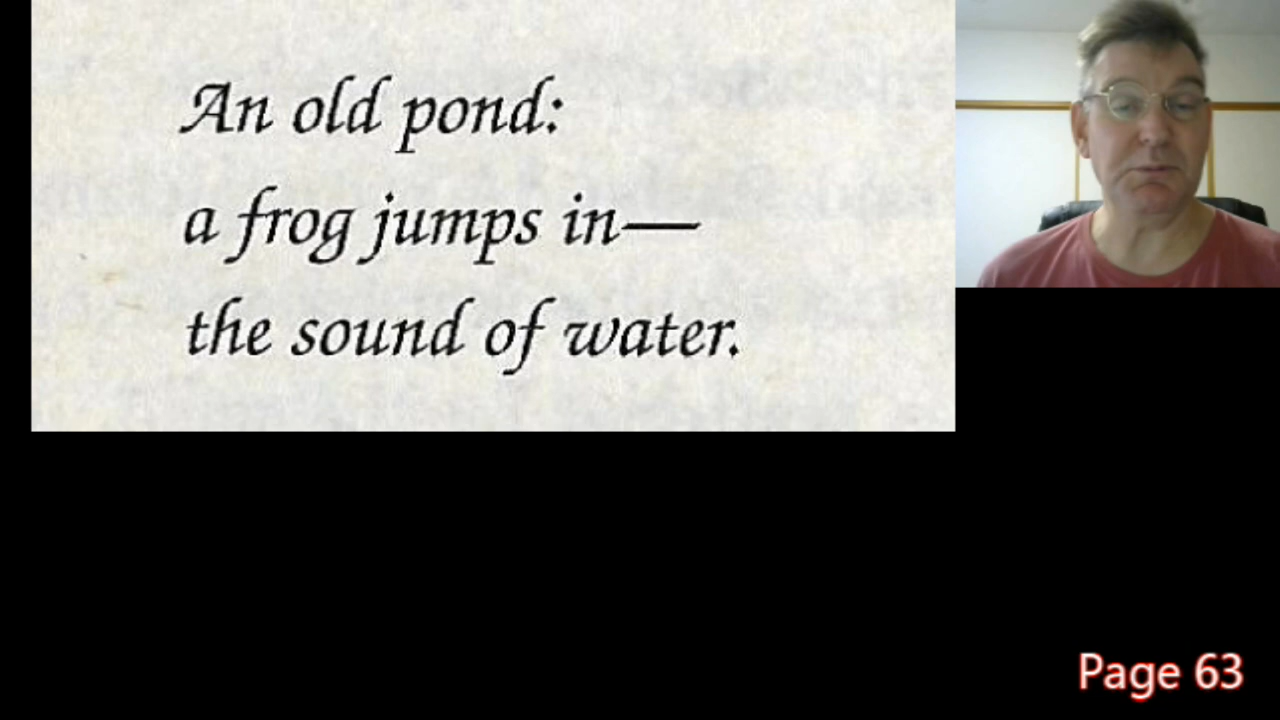 An old pond:
a frog jumps in—
the sound of water.
Page 63